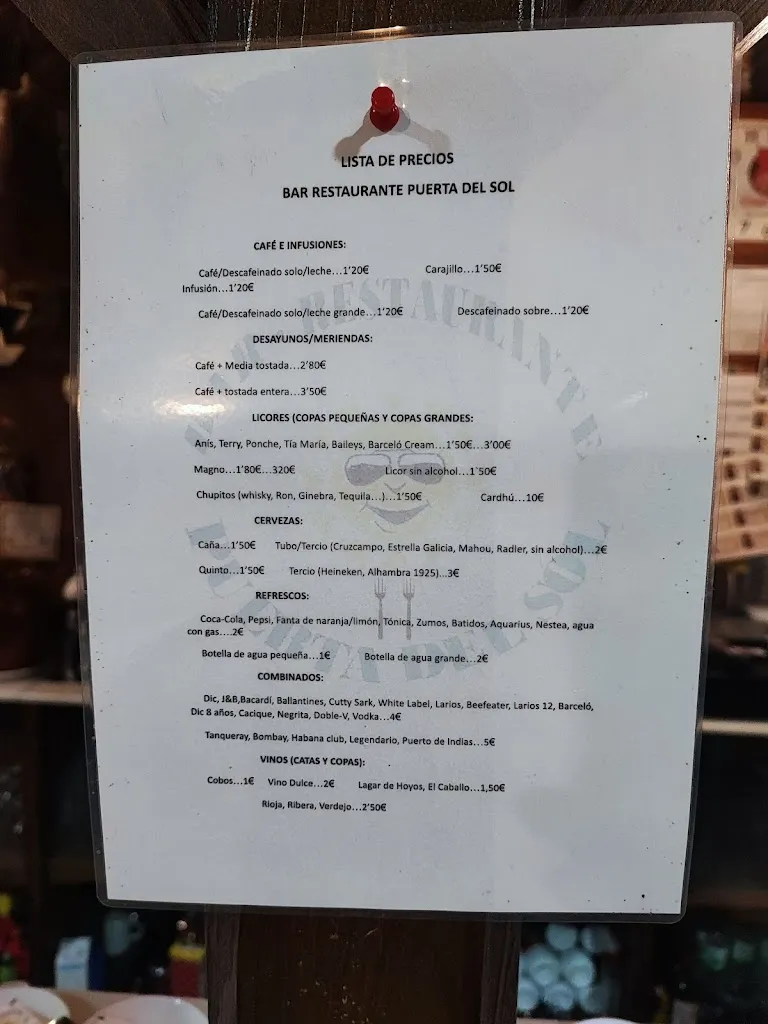 LISTA DE PRECIOS
BAR RESTAURANTE PUERTA DEL SOL
CAFÉ E INFUSIONES:
Café/Descafeinado solo/leche...1'20€ Carajillo...1'50€
Infusión...1'20€
Café/Descafeinado solo/leche grande...1'20€ Descafeinado sobre...1'20€
DESAYUNOS/MERIENDAS:
Café + Media tostada...2'80€
Café + tostada entera...3'50€
LICORES (COPAS PEQUEÑAS Y COPAS GRANDES:
Anís, Terry, Ponche, Tía María, Baileys, Barceló Cream...1'50€...3'00€
Magno...1'80€...320€ Licor sin alcohol...1`50€
Chupitos (whisky, Ron, Ginebra, Tequila...)...1'50€ Cardhú...10€
CERVEZAS:
Caña...1'50€ Tubo/Tercio (Cruzcampo, Estrella Galicia, Mahou, Radler, sin alcohol)...2€
Quinto...1'50€ Tercio (Heineken, Alhambra 1925)...3€
REFRESCOS:
Coca-Cola, Pepsi, Fanta de naranja/limón, Tónica, Zumos, Batidos, Aquarius, Nestea, agua
con gas....2€
Botella de agua pequeña...1€ Botella de agua grande...2€
COMBINADOS:
Dic, J&B,Bacardí, Ballantines, Cutty Sark, White Label, Larios, Beefeater, Larios 12, Barceló,
Dic 8 años, Cacique, Negrita, Doble-V, Vodka...4€
Tanqueray, Bombay, Habana club, Legendario, Puerto de Indias...5€
VINOS (CATAS Y COPAS):
Cobos...1€ Vino Dulce...2€ Lagar de Hoyos, El Caballo...1,50€
Rioja, Ribera, Verdejo...2'50€
BAR - RESTAURANTE
PUERTA DEL SOL